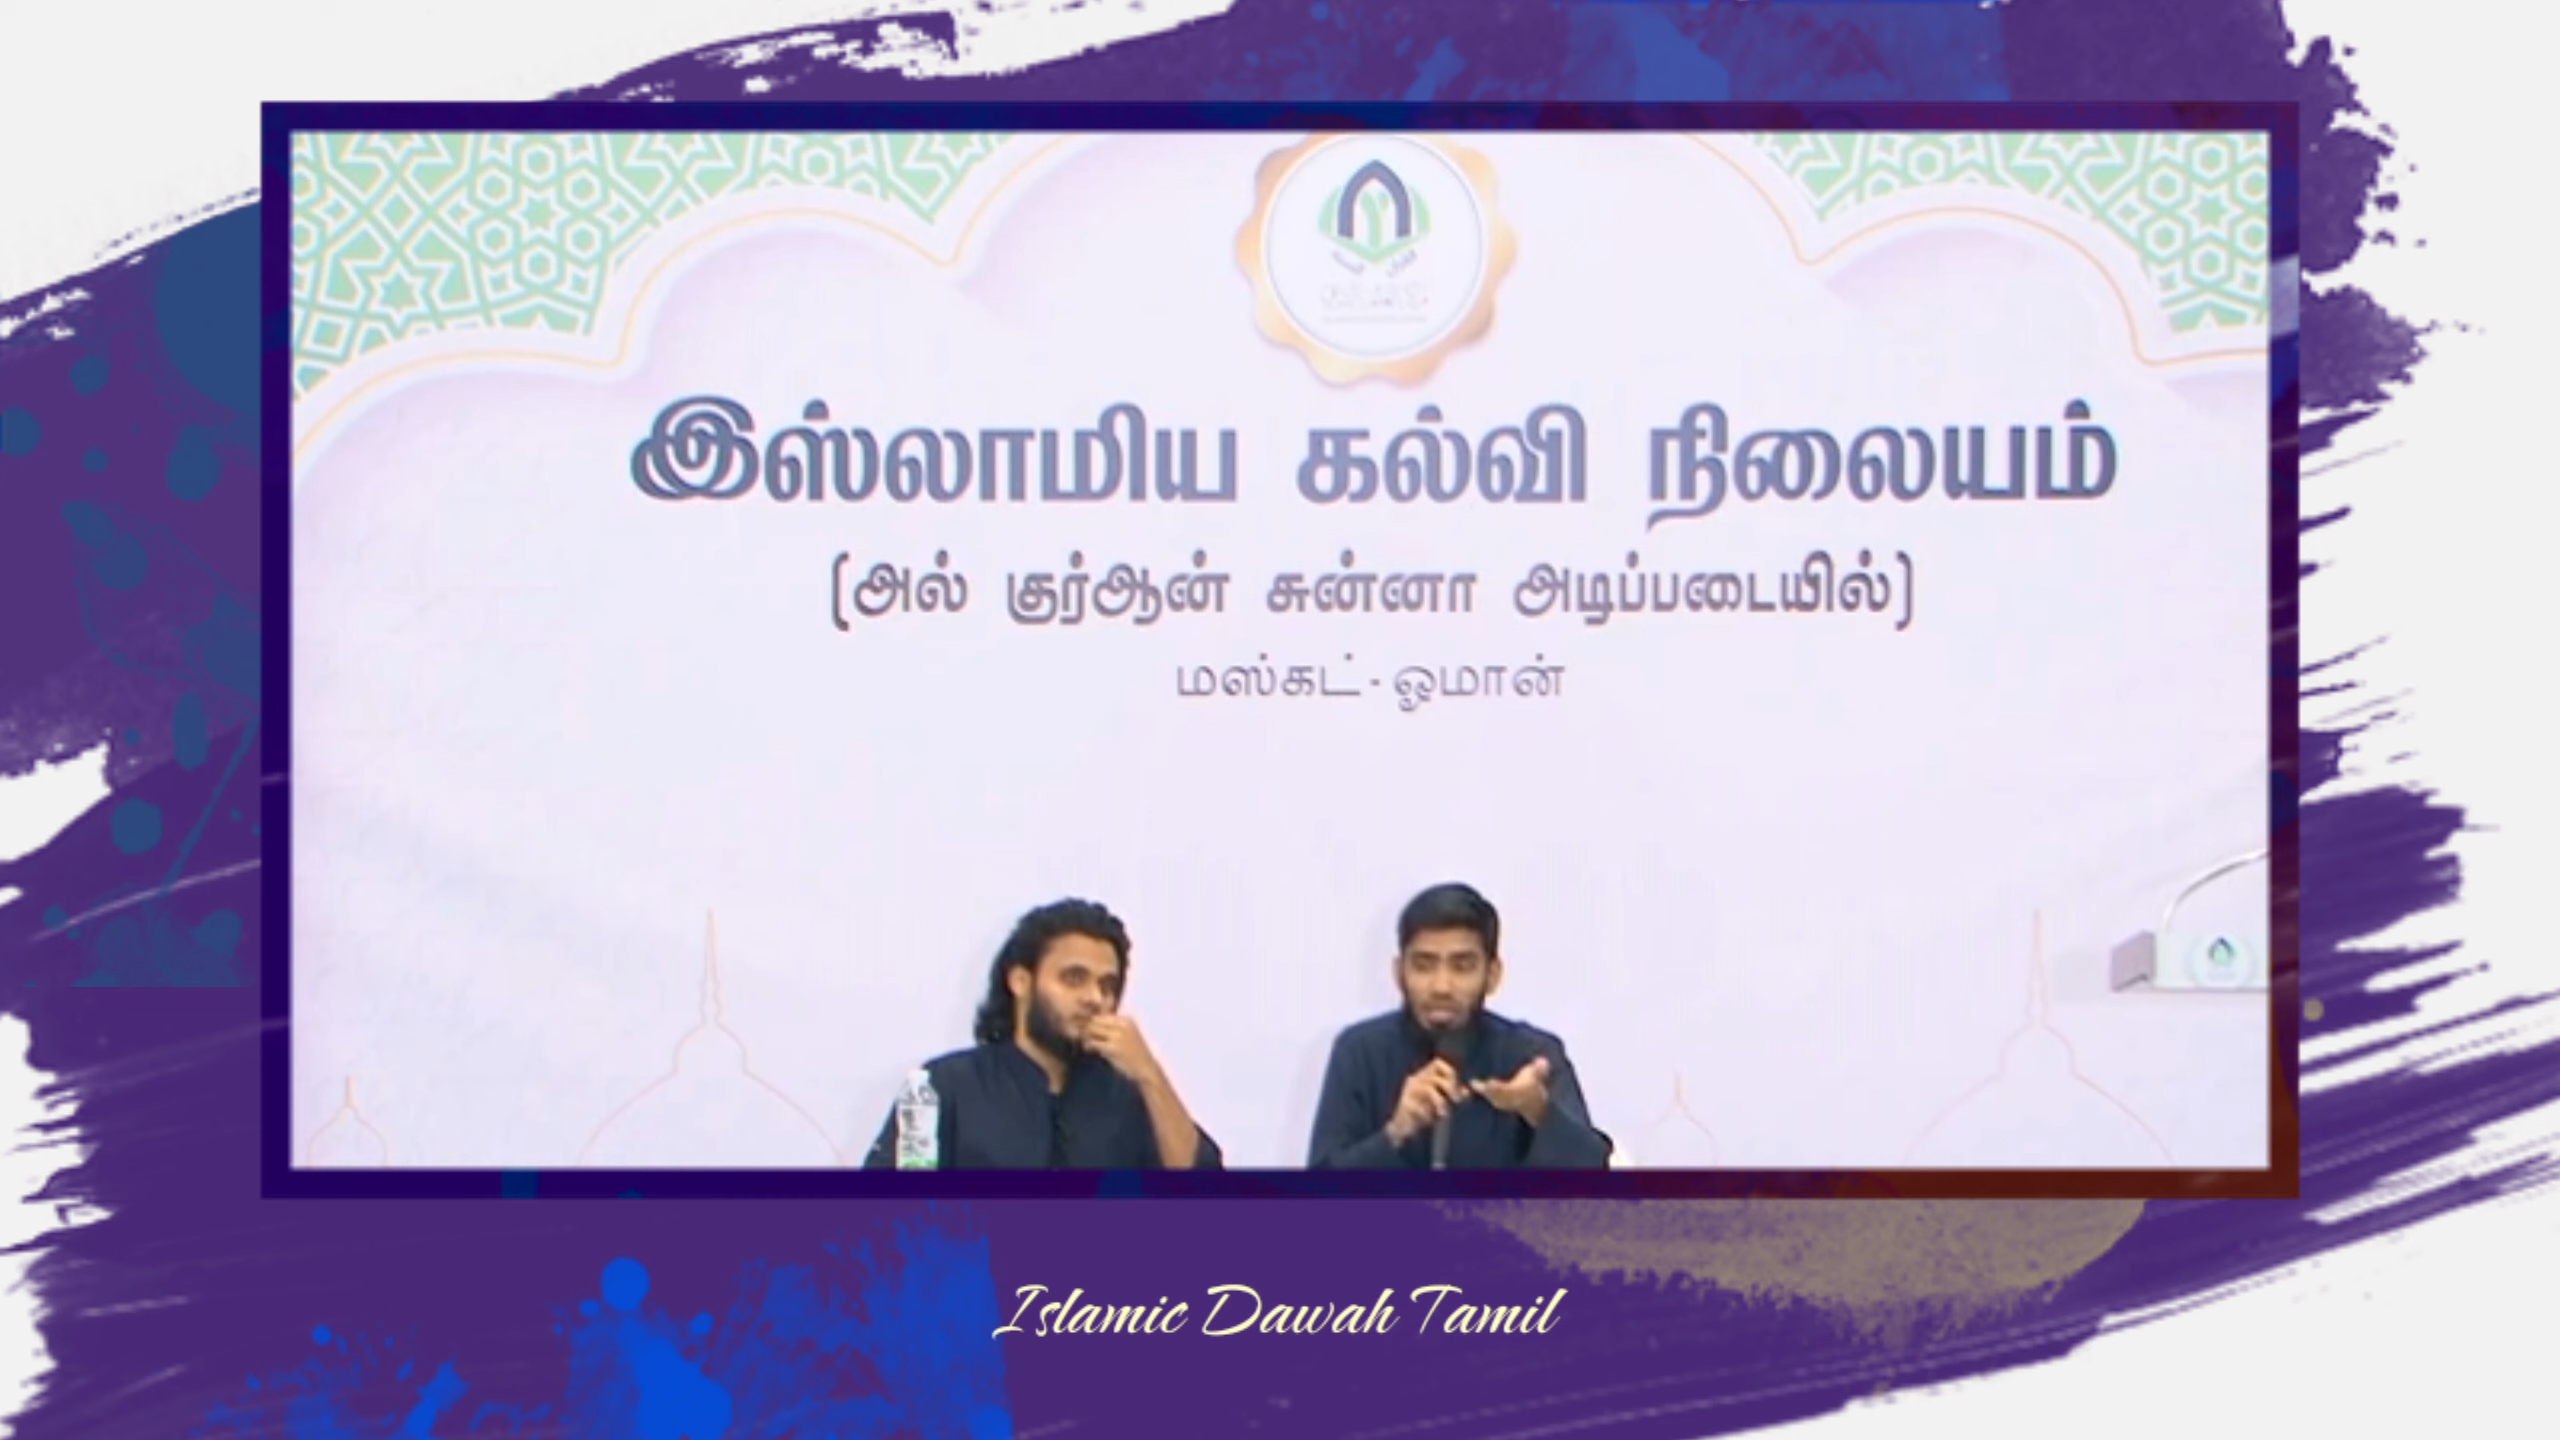 இஸ்லாமிய கல்வி நிலையம்
(அல் குர்ஆன் சுன்னா அடிப்படையில்)
மஸ்கட் - ஓமான்
Islamic Dawah Tamil